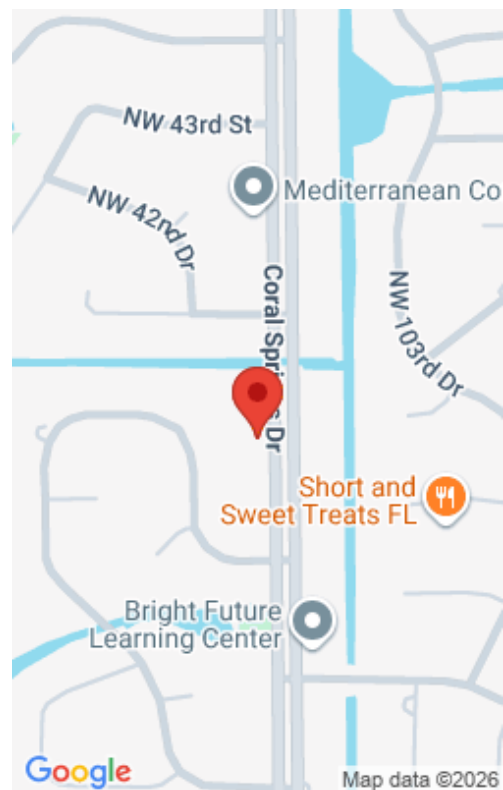 NW 43rd St
Mediterranean Co
NW 42nd Dr
Coral Springs Dr
NW 103rd Dr
Short and
Sweet Treats FL
Bright Future
Learning Center
Google
Map data ©2026